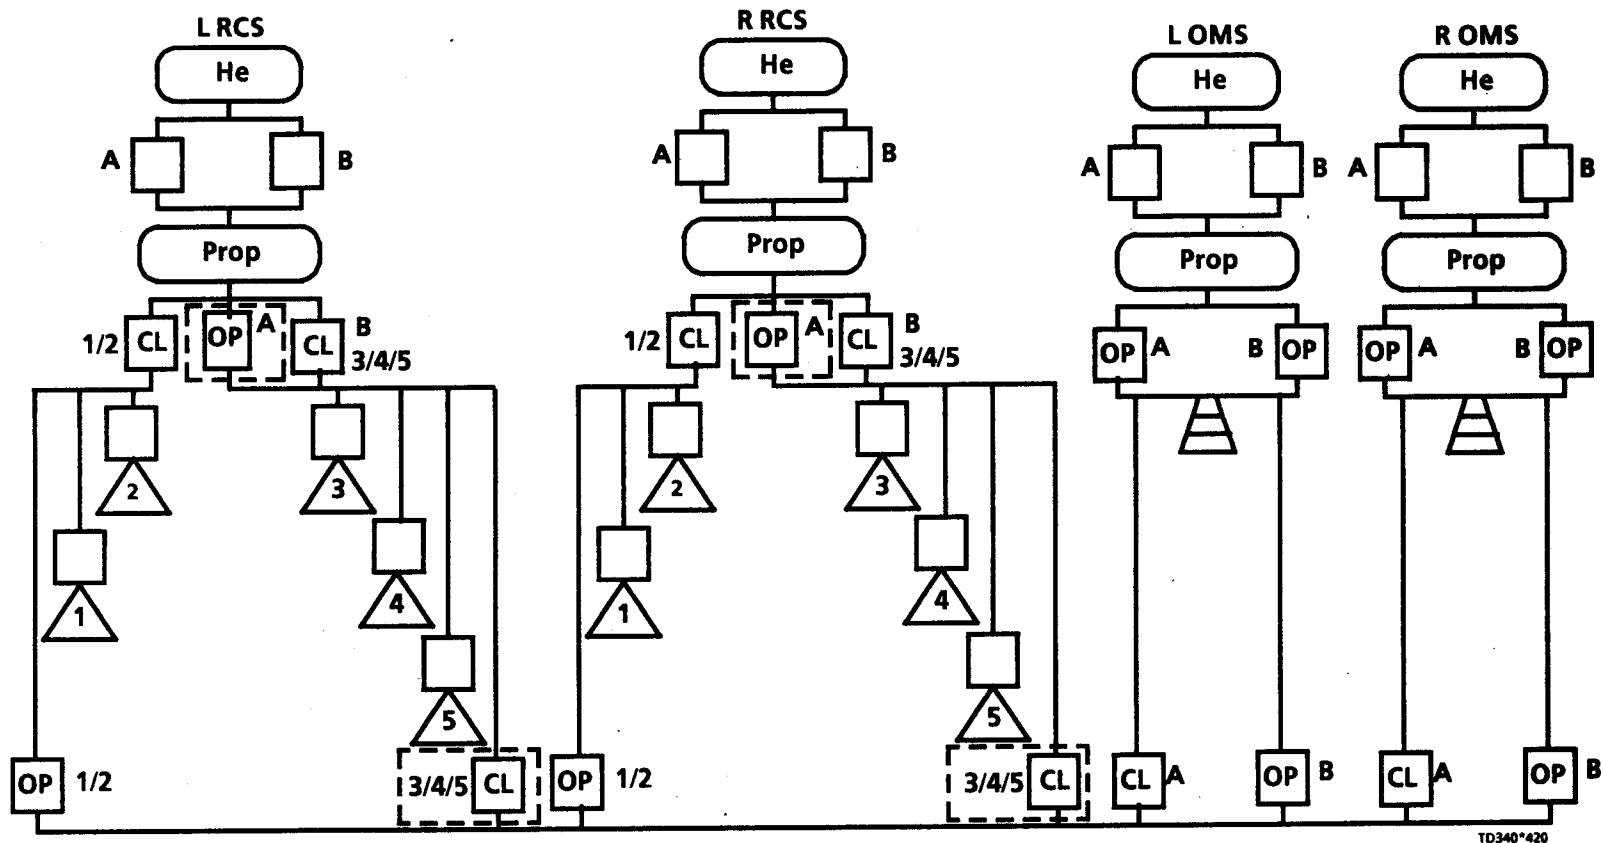 L RCS
R RCS
L OMS
R OMS
He
He
He
He
A
B
A
B
A
B
A
B
Prop
Prop
Prop
Prop
1/2
CL
OP
A
CL
B
3/4/5
1/2
CL
OP
A
CL
B
3/4/5
OP
A
B
OP
OP
A
B
OP
2
3
2
3
1
4
1
4
5
5
OP
1/2
3/4/5
CL
OP
1/2
3/4/5
CL
CL
A
OP
B
CL
A
OP
B
TD340*420